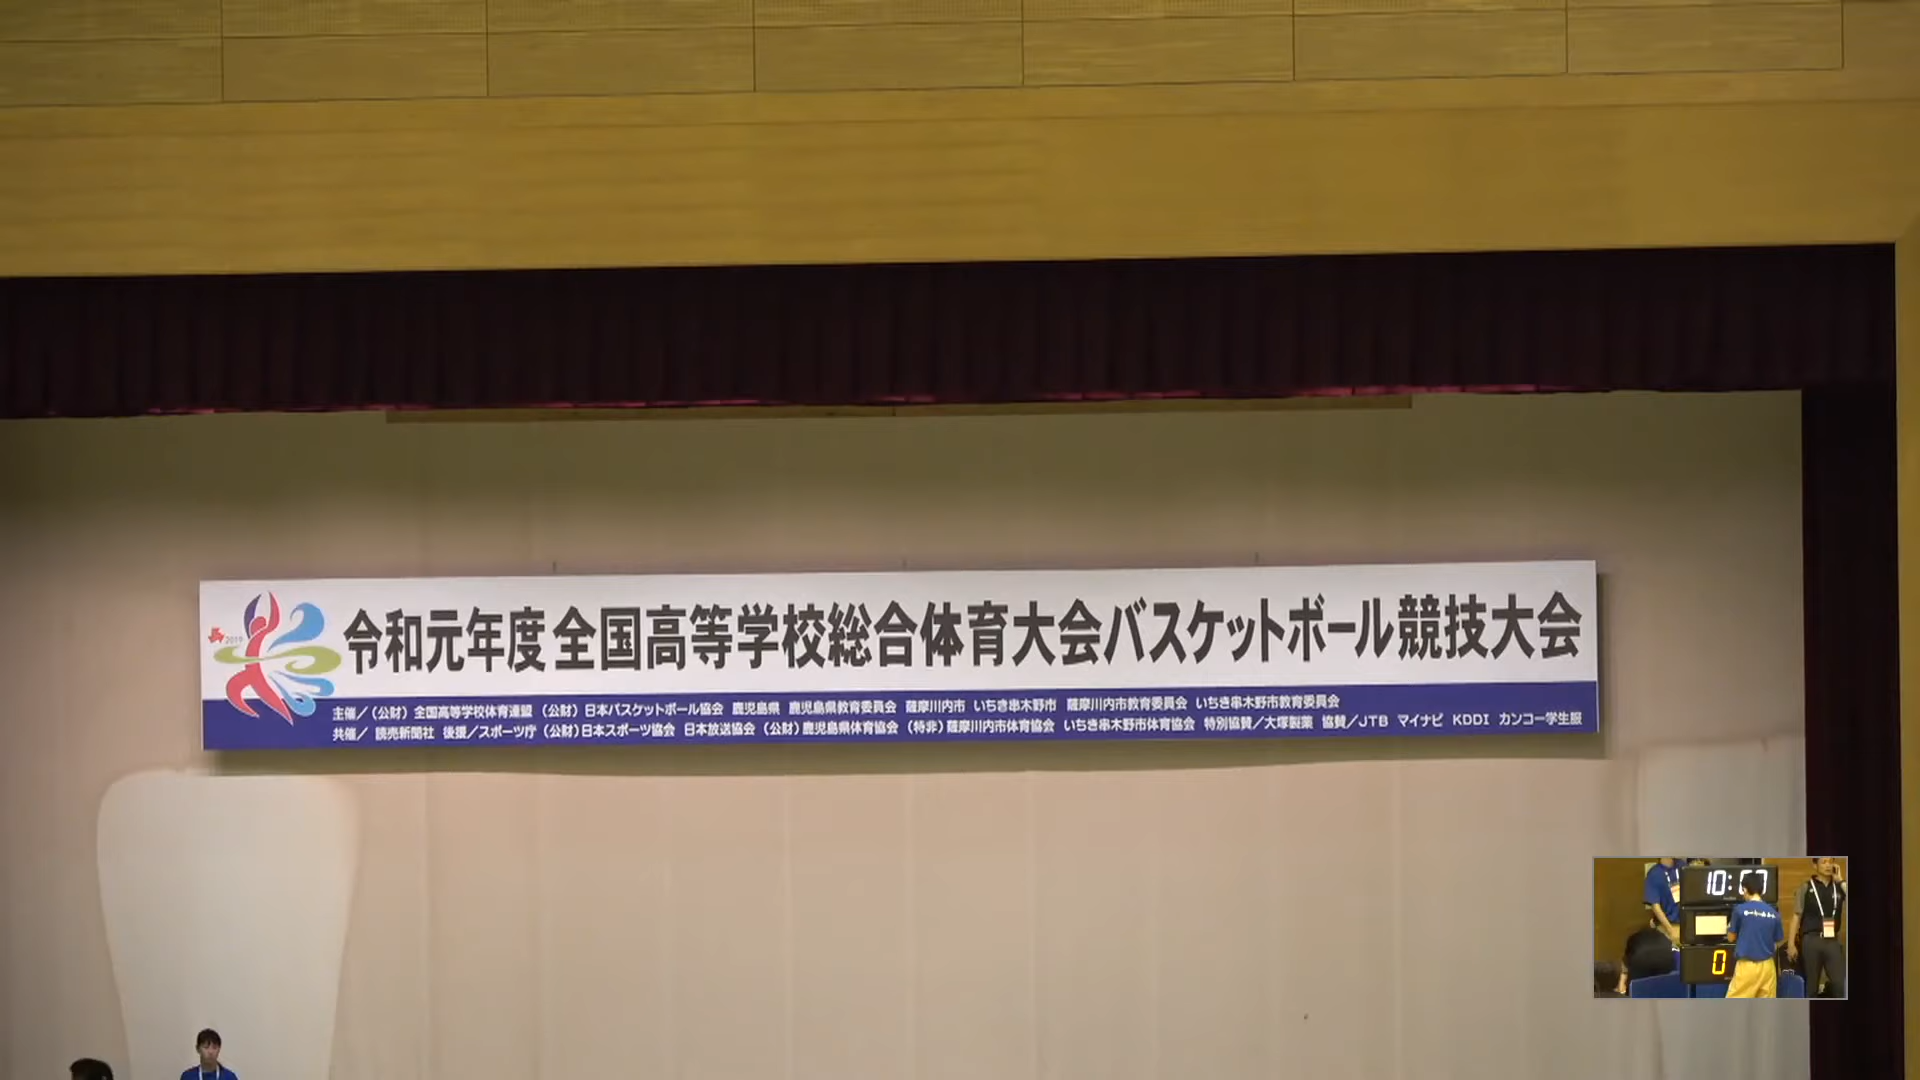 2019
令和元年度 全国高等学校総合体育大会バスケットボール競技大会
主催/(公財)全国高等学校体育連盟 (公財)日本バスケットボール協会 鹿児島県 鹿児島県教育委員会 薩摩川内市 いちき串木野市 薩摩川内市教育委員会 いちき串木野市教育委員会
共催/読売新聞社 後援/スポーツ庁 (公財)日本スポーツ協会 日本放送協会 (公財)鹿児島県体育協会 (特非)薩摩川内市体育協会 いちき串木野市体育協会 特別協賛/大塚製薬 協賛/JTB マイナビ KDDI カンコー学生服
0